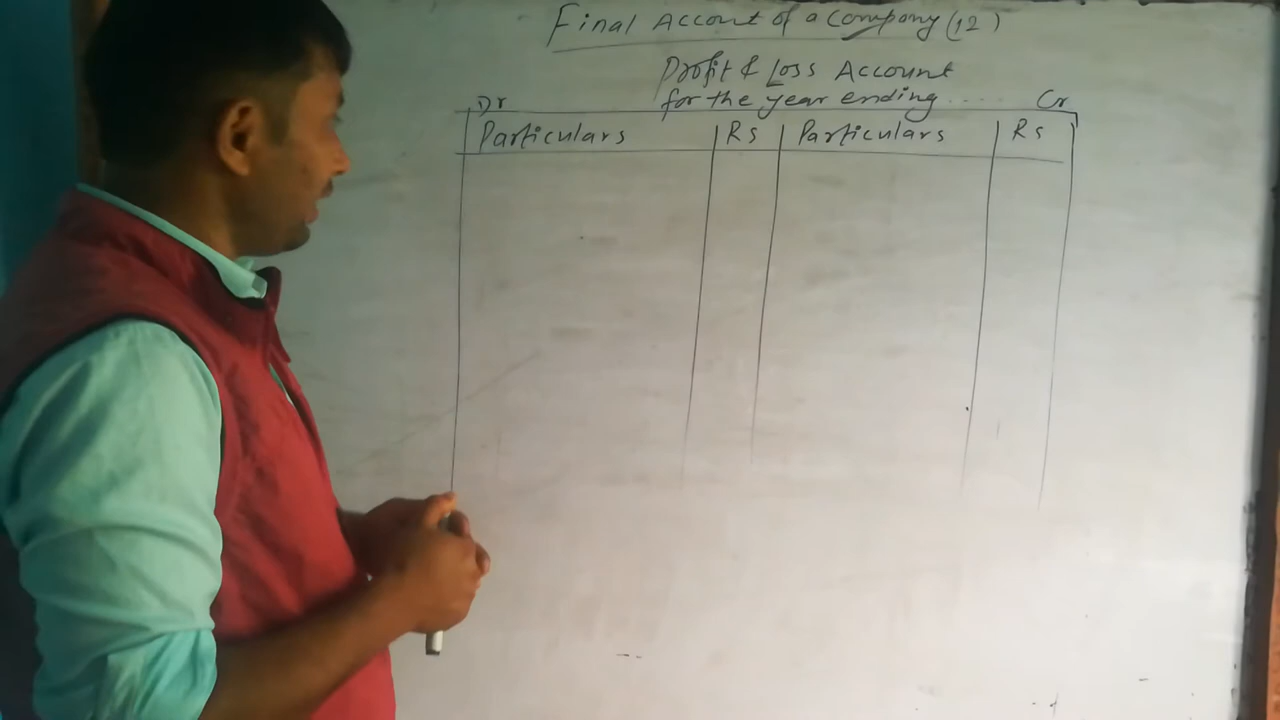 Final Account of a Company (12)
Profit & Loss Account
for the year ending.....
Dr Cr
Particulars Rs Particulars Rs